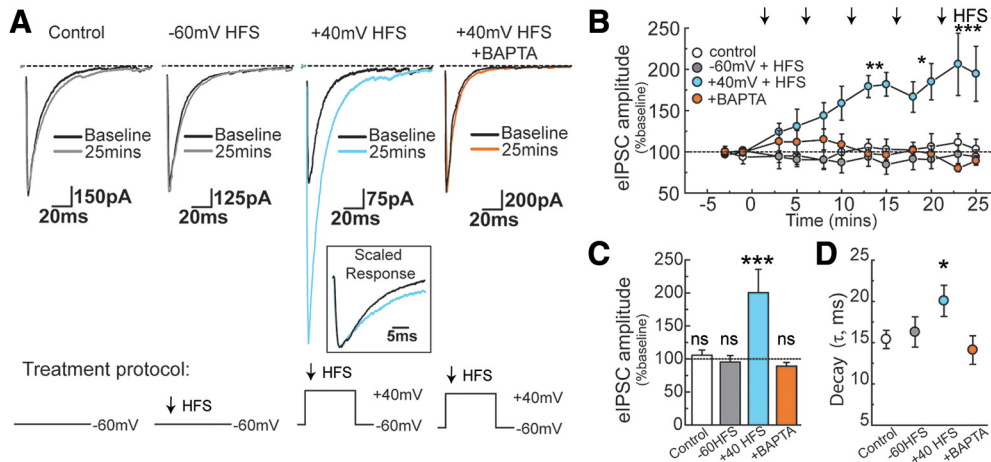 A
Control
-60mV HFS
+40mV HFS
+40mV HFS
+BAPTA
Baseline
25mins
150pA
20ms
Baseline
25mins
125pA
20ms
Baseline
25mins
75pA
20ms
Baseline
25mins
200pA
20ms
Scaled
Response
5ms
Treatment protocol:
-60mV
HFS
-60mV
HFS
+40mV
-60mV
HFS
+40mV
-60mV
B
HFS
eIPSC amplitude
(%baseline)
250
200
150
100
50
control
-60mV + HFS
+40mV + HFS
+BAPTA
**
*
***
-5 0 5 10 15 20 25
Time (mins)
C
eIPSC amplitude
(%baseline)
250
200
150
100
50
0
ns
ns
***
ns
Control
-60HFS
+40 HFS
+BAPTA
D
Decay (τ, ms)
25
20
15
10
5
*
Control
-60HFS
+40 HFS
+BAPTA